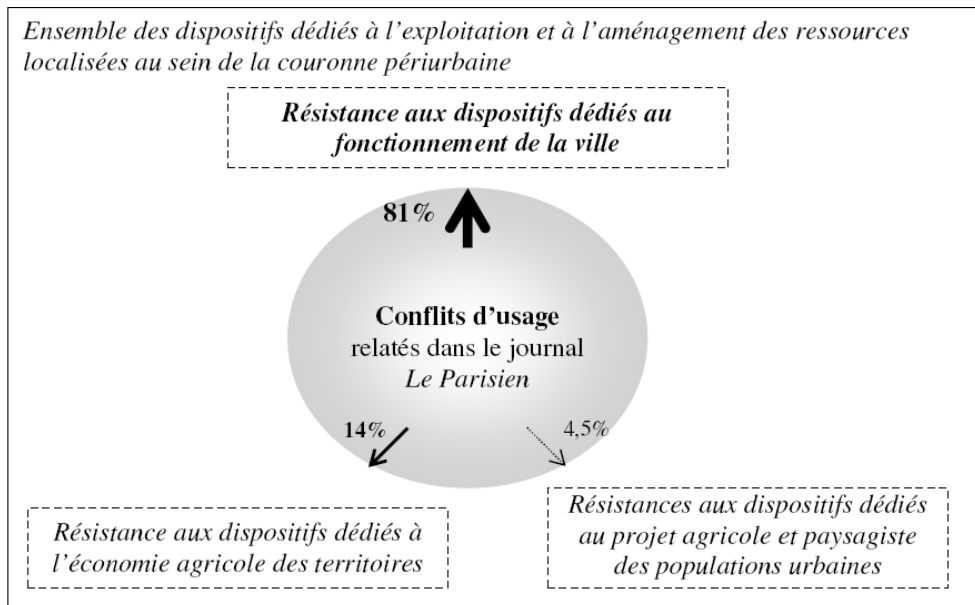 Ensemble des dispositifs dédiés à l'exploitation et à l'aménagement des ressources
localisées au sein de la couronne périurbaine
Résistance aux dispositifs dédiés au
fonctionnement de la ville
81%
Conflits d'usage
relatés dans le journal
Le Parisien
14%
4,5%
Résistance aux dispositifs dédiés à
l'économie agricole des territoires
Résistances aux dispositifs dédiés
au projet agricole et paysagiste
des populations urbaines